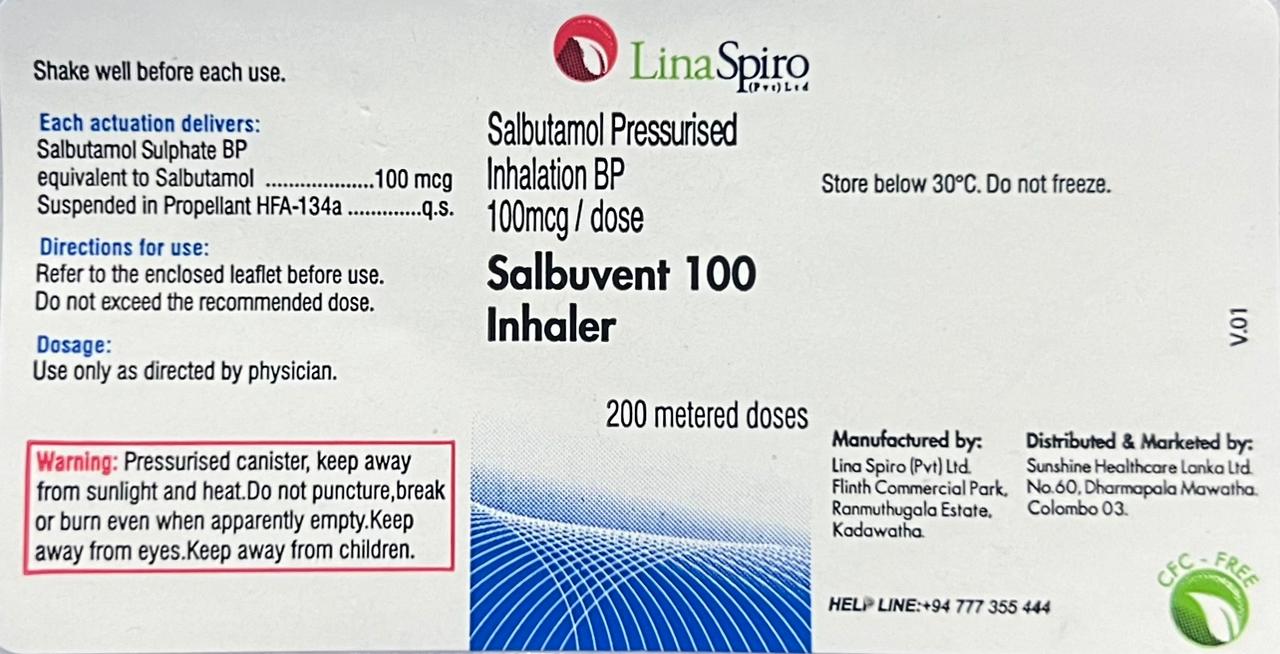 Shake well before each use.
Each actuation delivers:
Salbutamol Sulphate BP
equivalent to Salbutamol ...................100 mcg
Suspended in Propellant HFA-134a .............q.s.
Directions for use:
Refer to the enclosed leaflet before use.
Do not exceed the recommended dose.
Dosage:
Use only as directed by physician.
Warning: Pressurised canister, keep away
from sunlight and heat.Do not puncture,break
or burn even when apparently empty.Keep
away from eyes.Keep away from children.
LinaSpiro
(Pvt) Ltd
Salbutamol Pressurised
Inhalation BP
100mcg / dose
Salbuvent 100
Inhaler
200 metered doses
Store below 30°C. Do not freeze.
V.01
Manufactured by:
Lina Spiro (Pvt) Ltd.
Flinth Commercial Park,
Ranmuthugala Estate,
Kadawatha.
Distributed & Marketed by:
Sunshine Healthcare Lanka Ltd.
No.60, Dharmapala Mawatha.
Colombo 03.
HELP LINE:+94 777 355 444
CFC - FREE